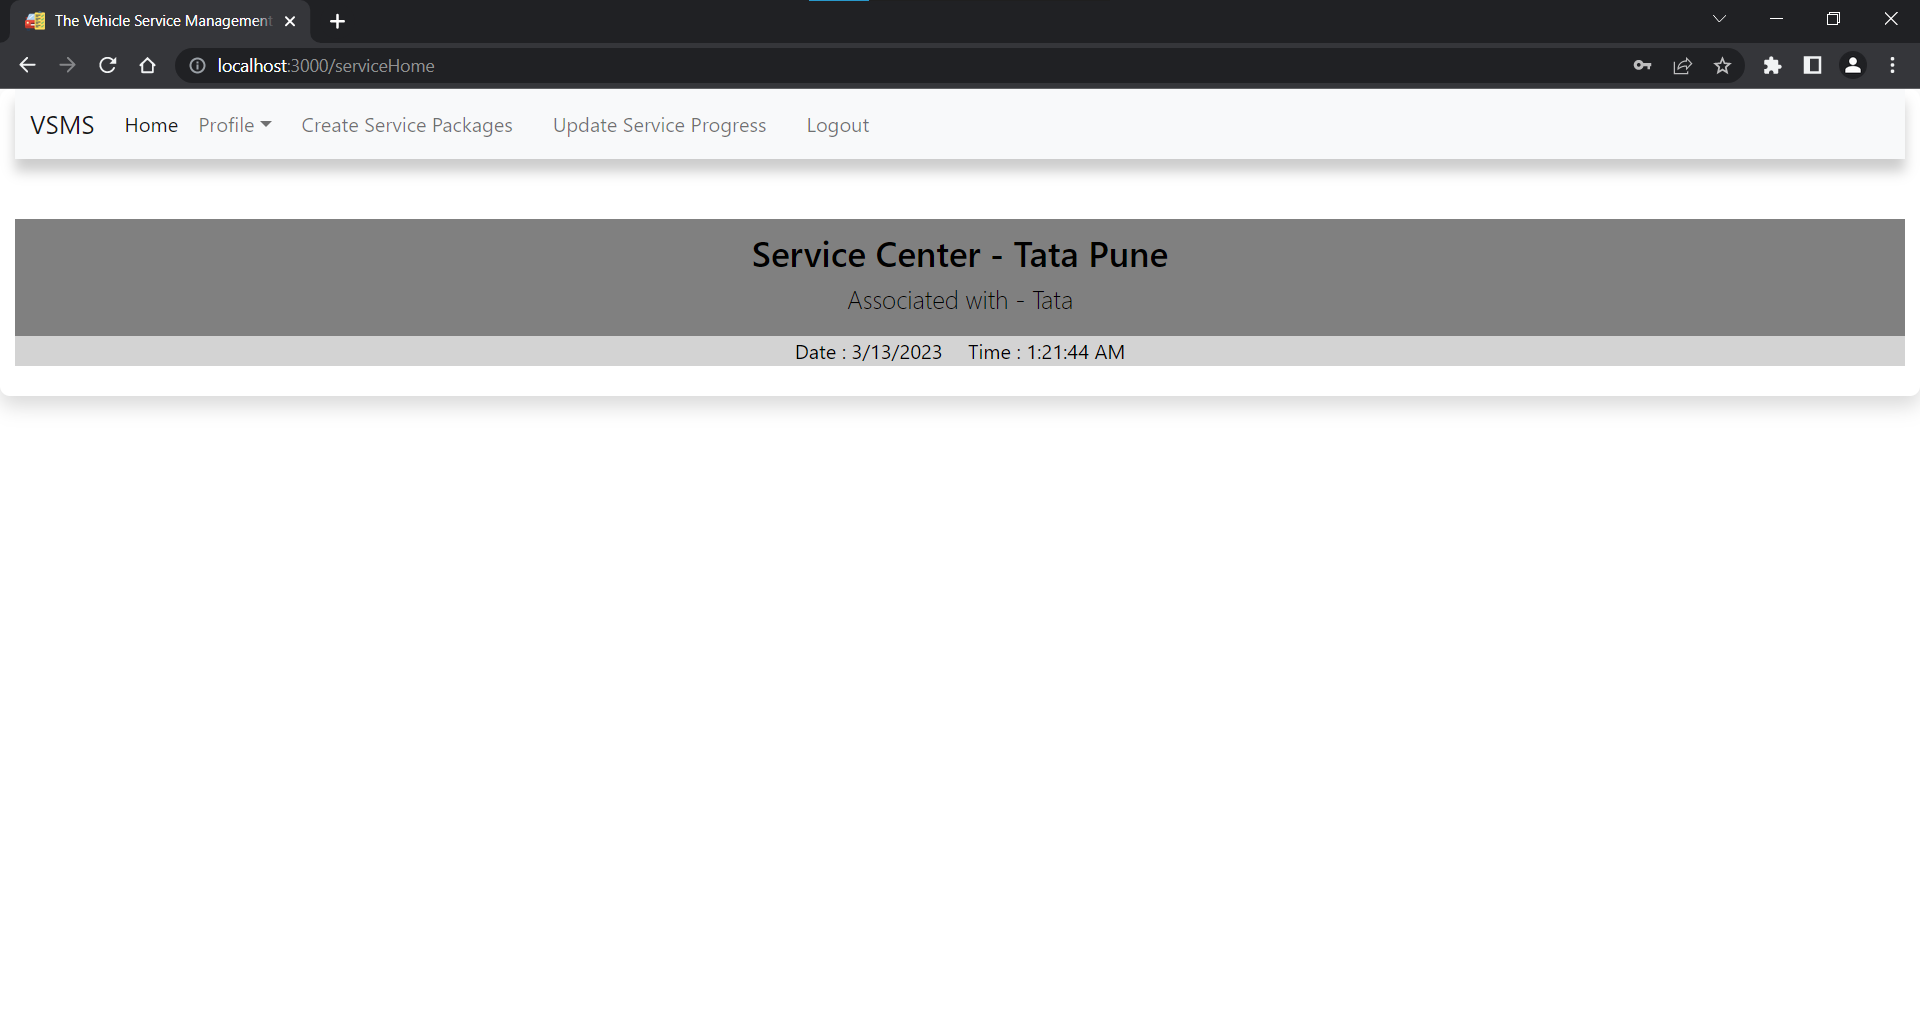 The Vehicle Service Management
localhost:3000/serviceHome
VSMS Home Profile Create Service Packages Update Service Progress Logout
Service Center - Tata Pune
Associated with - Tata
Date : 3/13/2023 Time : 1:21:44 AM